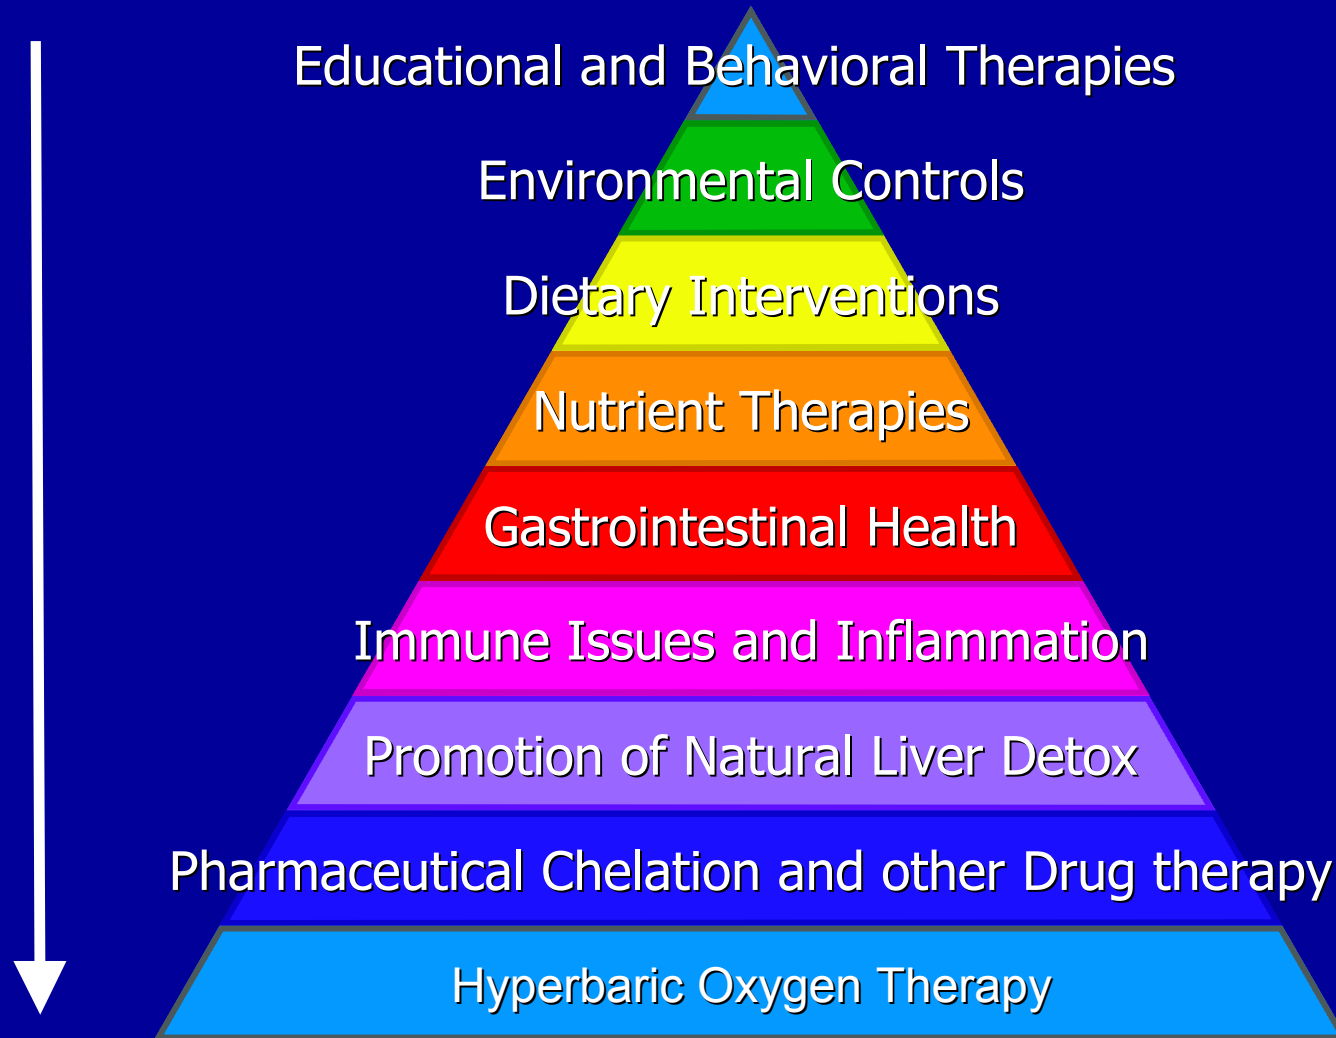 Educational and Behavioral Therapies
Environmental Controls
Dietary Interventions
Nutrient Therapies
Gastrointestinal Health
Immune Issues and Inflammation
Promotion of Natural Liver Detox
Pharmaceutical Chelation and other Drug therapy
Hyperbaric Oxygen Therapy